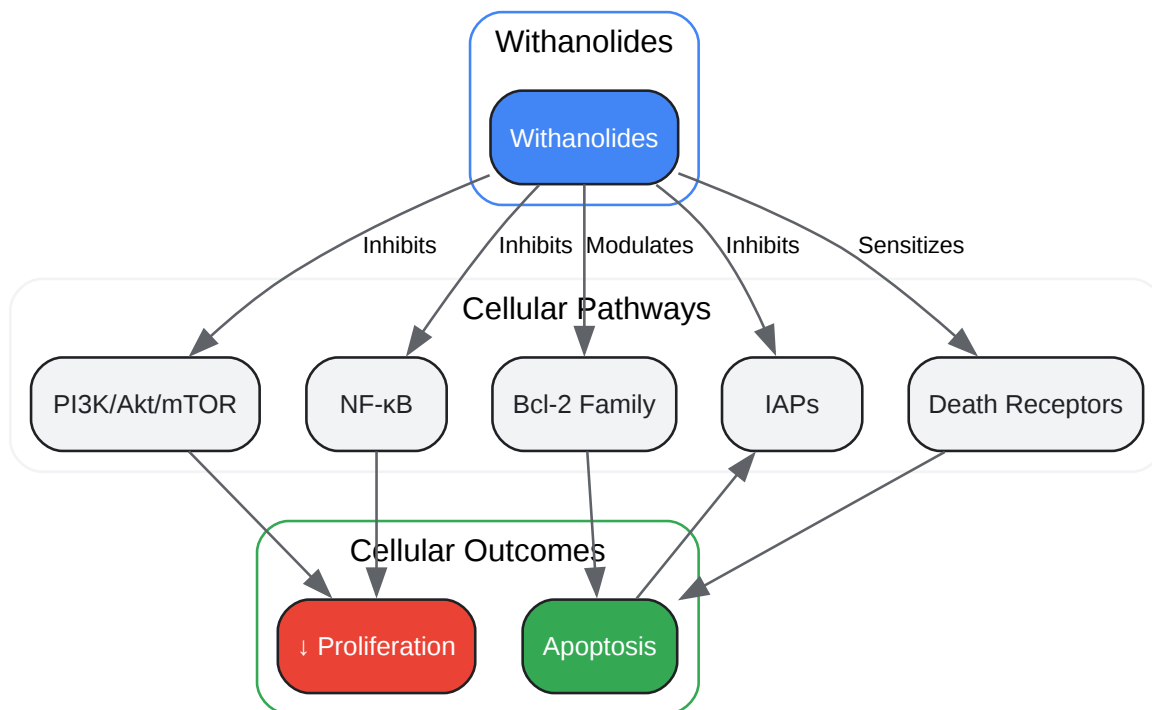 Withanolides
Withanolides
Inhibits
Inhibits
Modulates
Inhibits
Sensitizes
Cellular Pathways
PI3K/Akt/mTOR
NF-κB
Bcl-2 Family
IAPs
Death Receptors
Cellular Outcomes
↓ Proliferation
Apoptosis